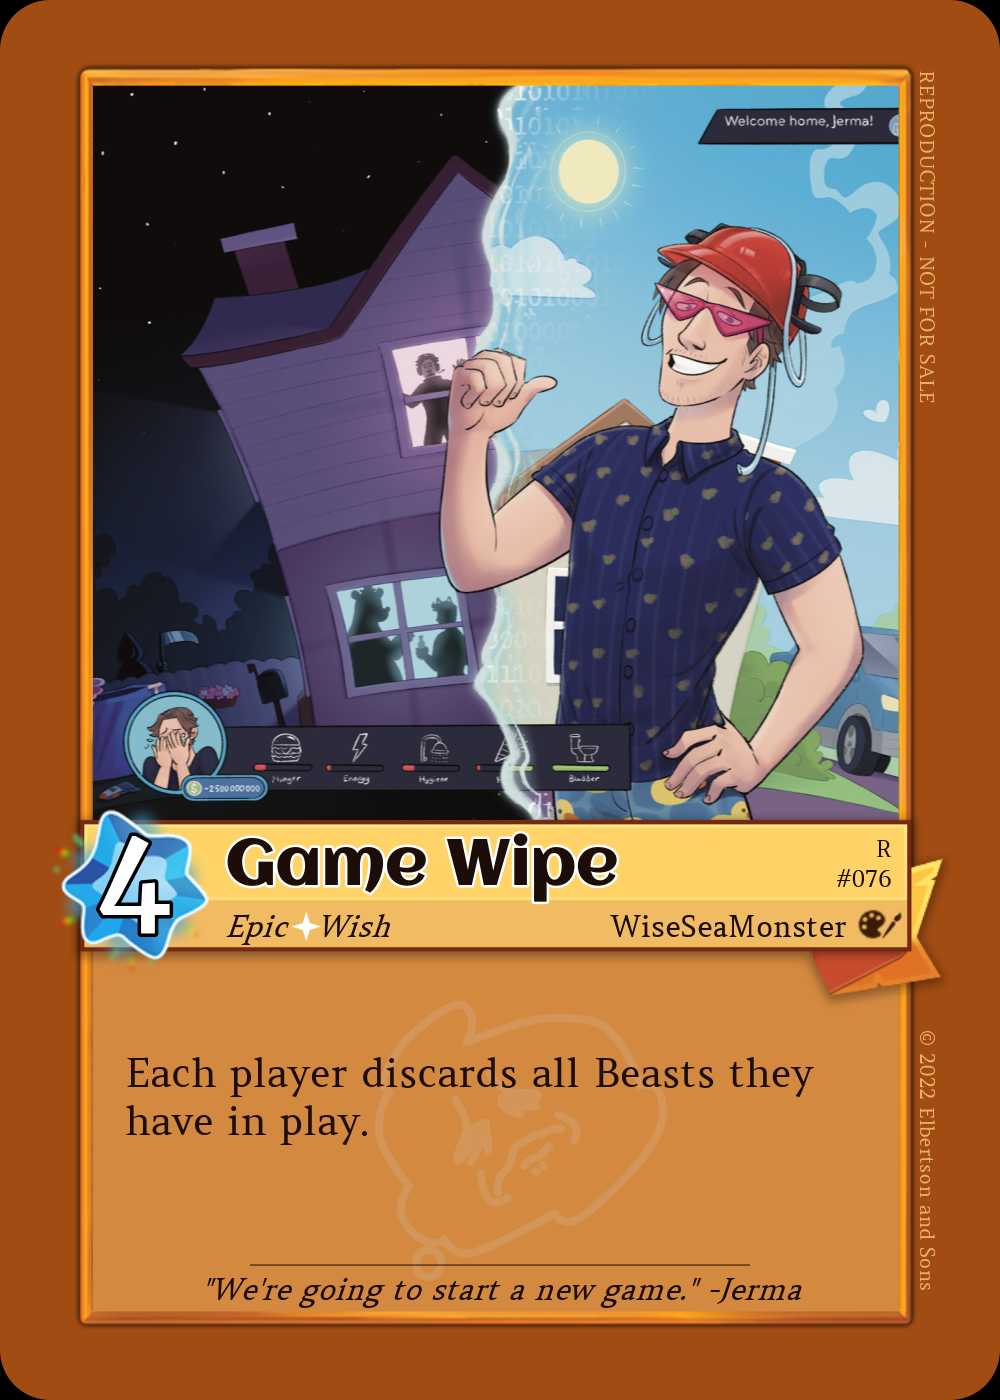 Welcome home, Jerma!
REPRODUCTION - NOT FOR SALE
Hunger
Energy
Hygiene
Bladder
-2500000000
4
Game Wipe
R
#076
Epic Wish
WiseSeaMonster
Each player discards all Beasts they
have in play.
"We're going to start a new game." -Jerma
© 2022 Elbertson and Sons